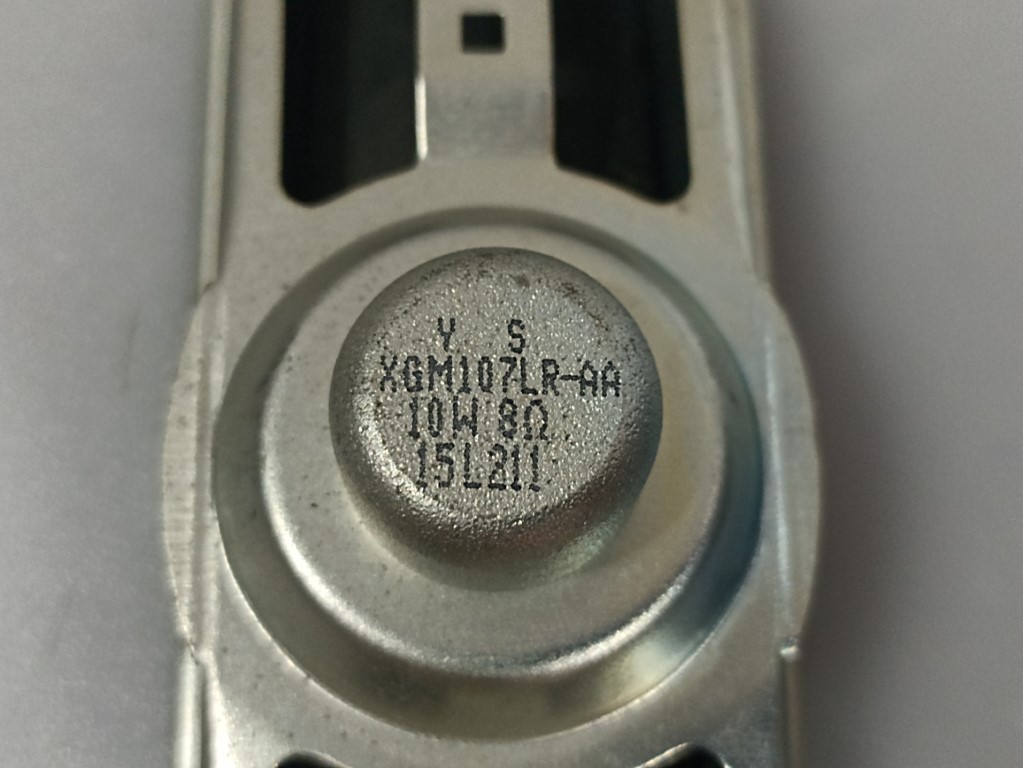 Y S
XGM107LR-AA
10W 8Ω
15L211